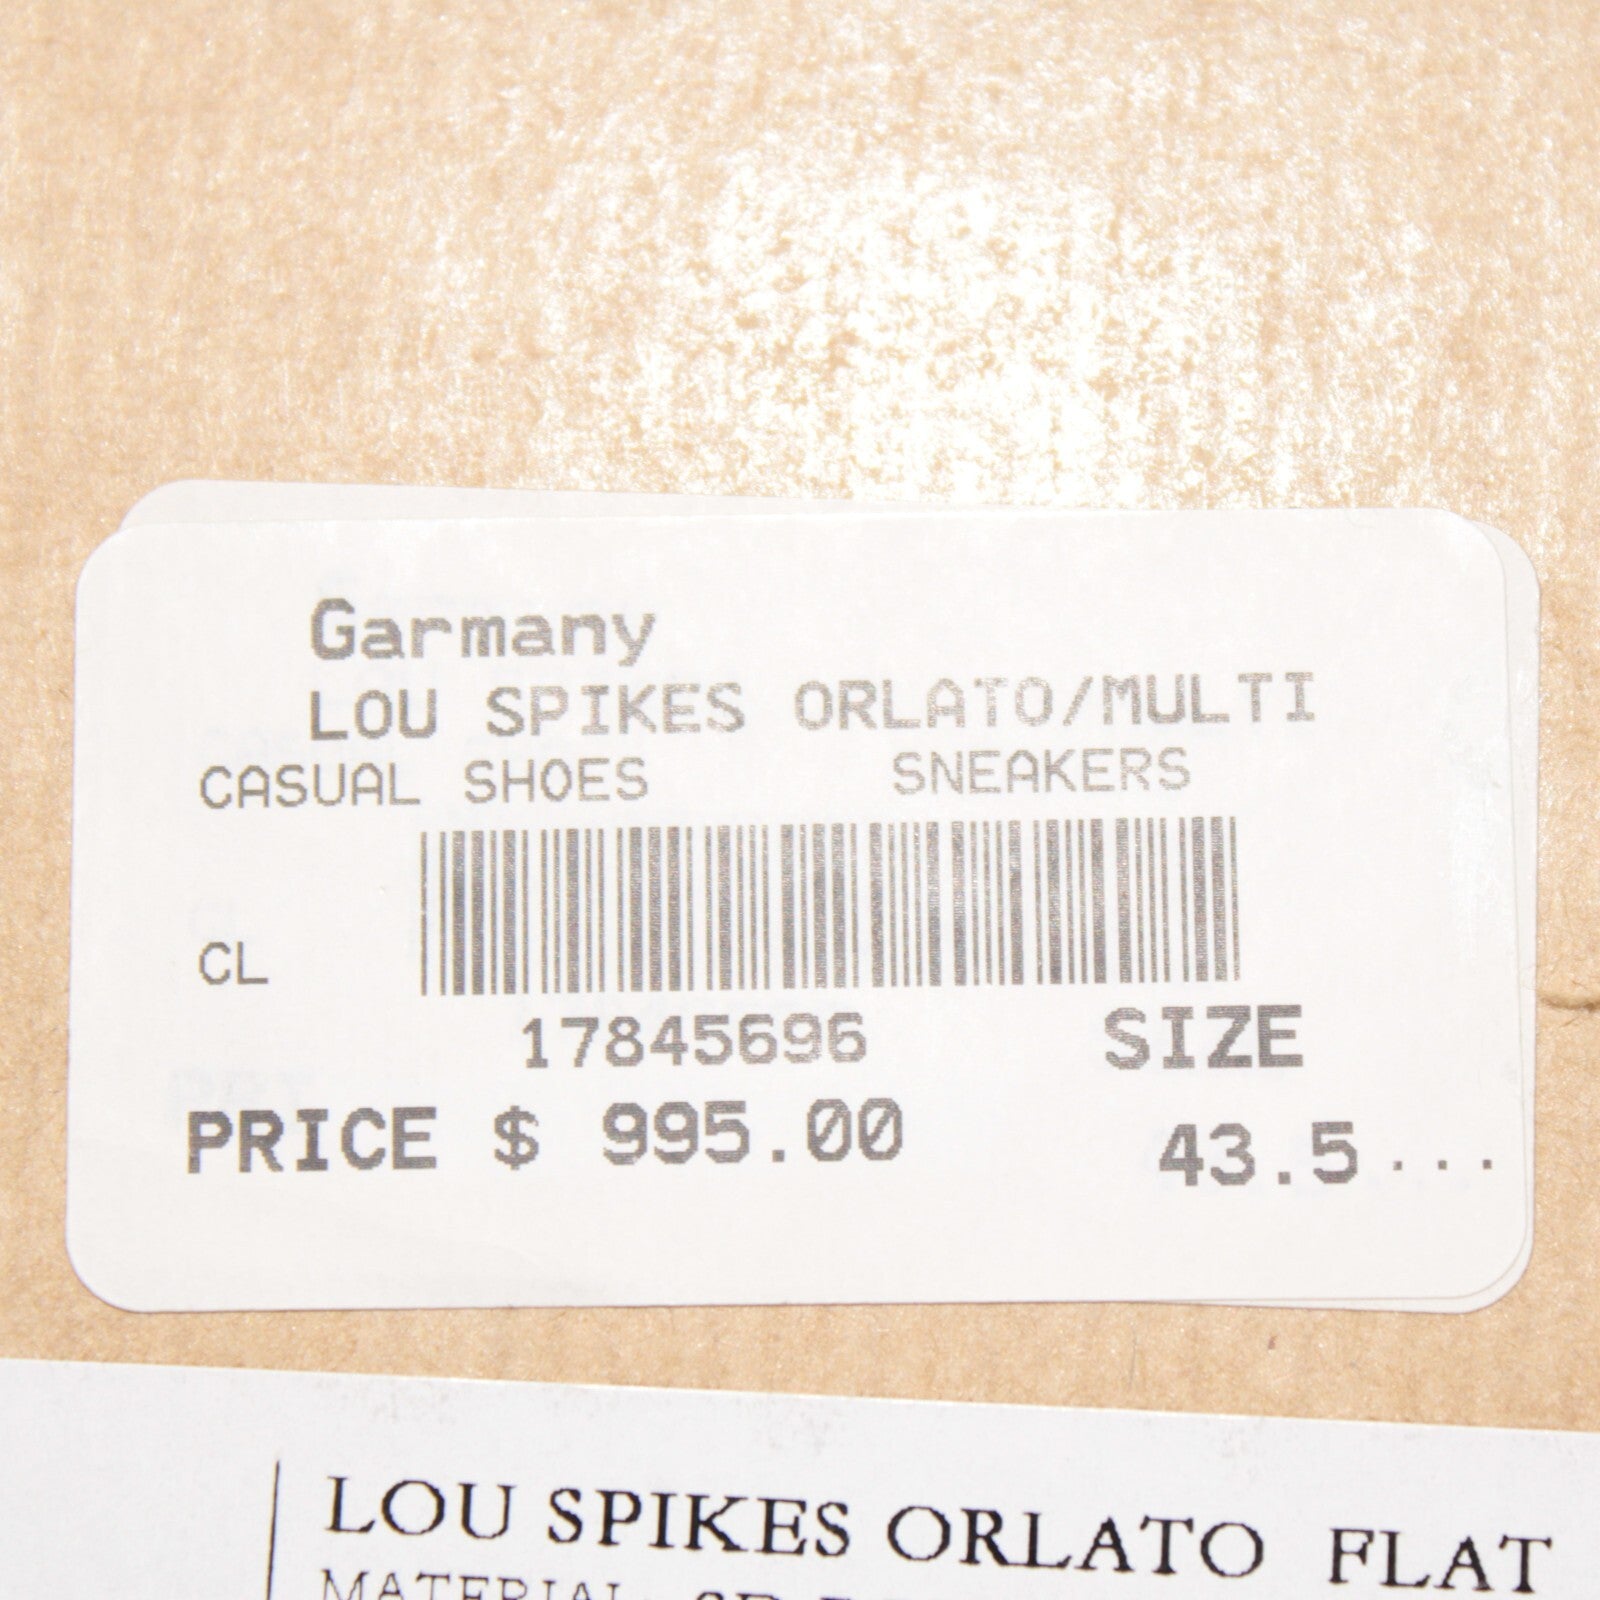 Garmany
LOU SPIKES ORLATO/MULTI
CASUAL SHOES SNEAKERS
CL
17845696 SIZE
PRICE $ 995.00 43.5...
LOU SPIKES ORLATO FLAT
MATERIAL